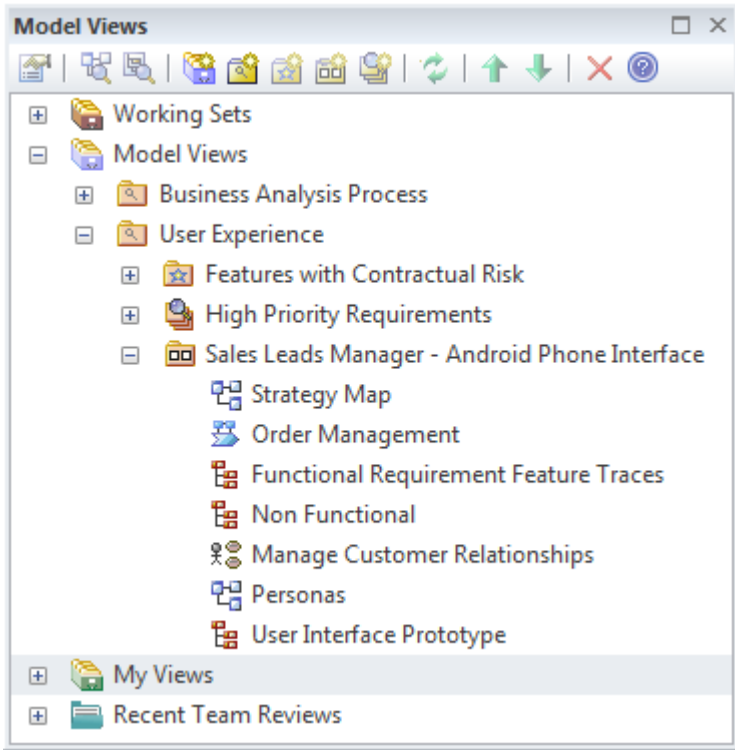 Model Views
Working Sets
Model Views
Business Analysis Process
User Experience
Features with Contractual Risk
High Priority Requirements
Sales Leads Manager - Android Phone Interface
Strategy Map
Order Management
Functional Requirement Feature Traces
Non Functional
Manage Customer Relationships
Personas
User Interface Prototype
My Views
Recent Team Reviews